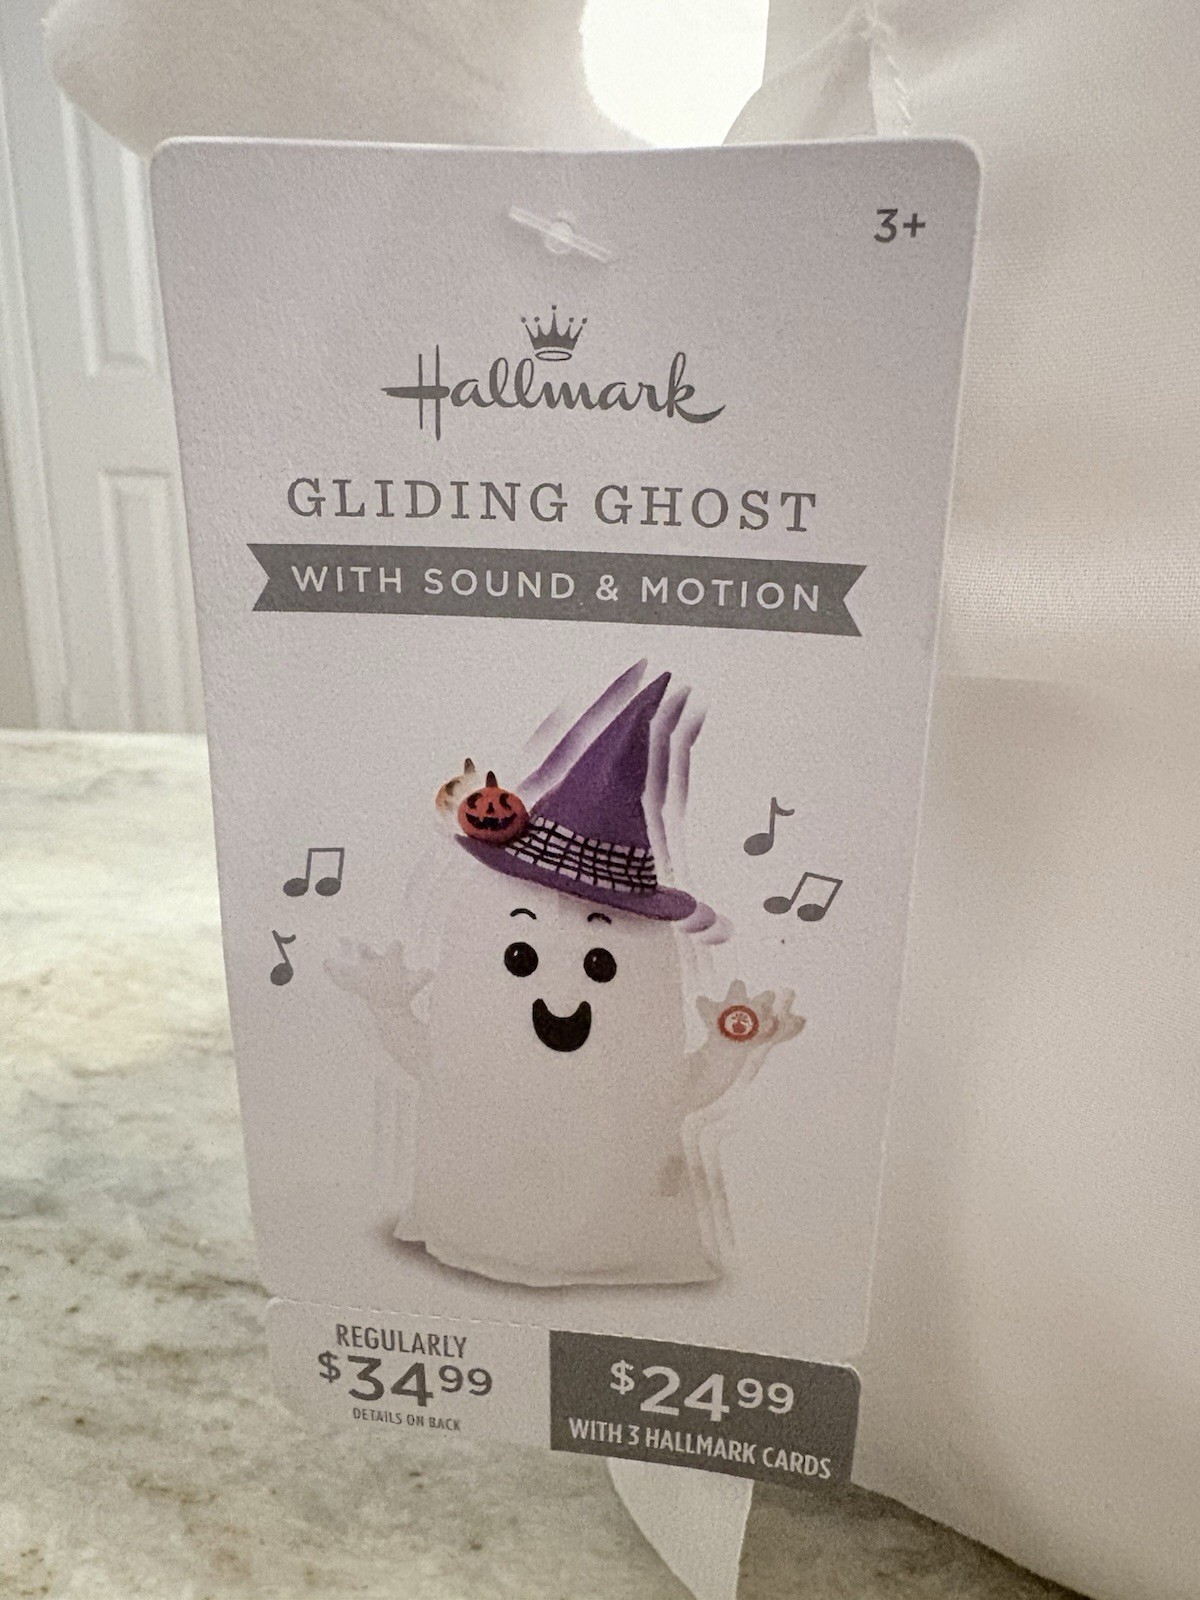 3+
Hallmark
GLIDING GHOST
WITH SOUND & MOTION
REGULARLY
$34.99
DETAILS ON BACK
$24.99
WITH 3 HALLMARK CARDS